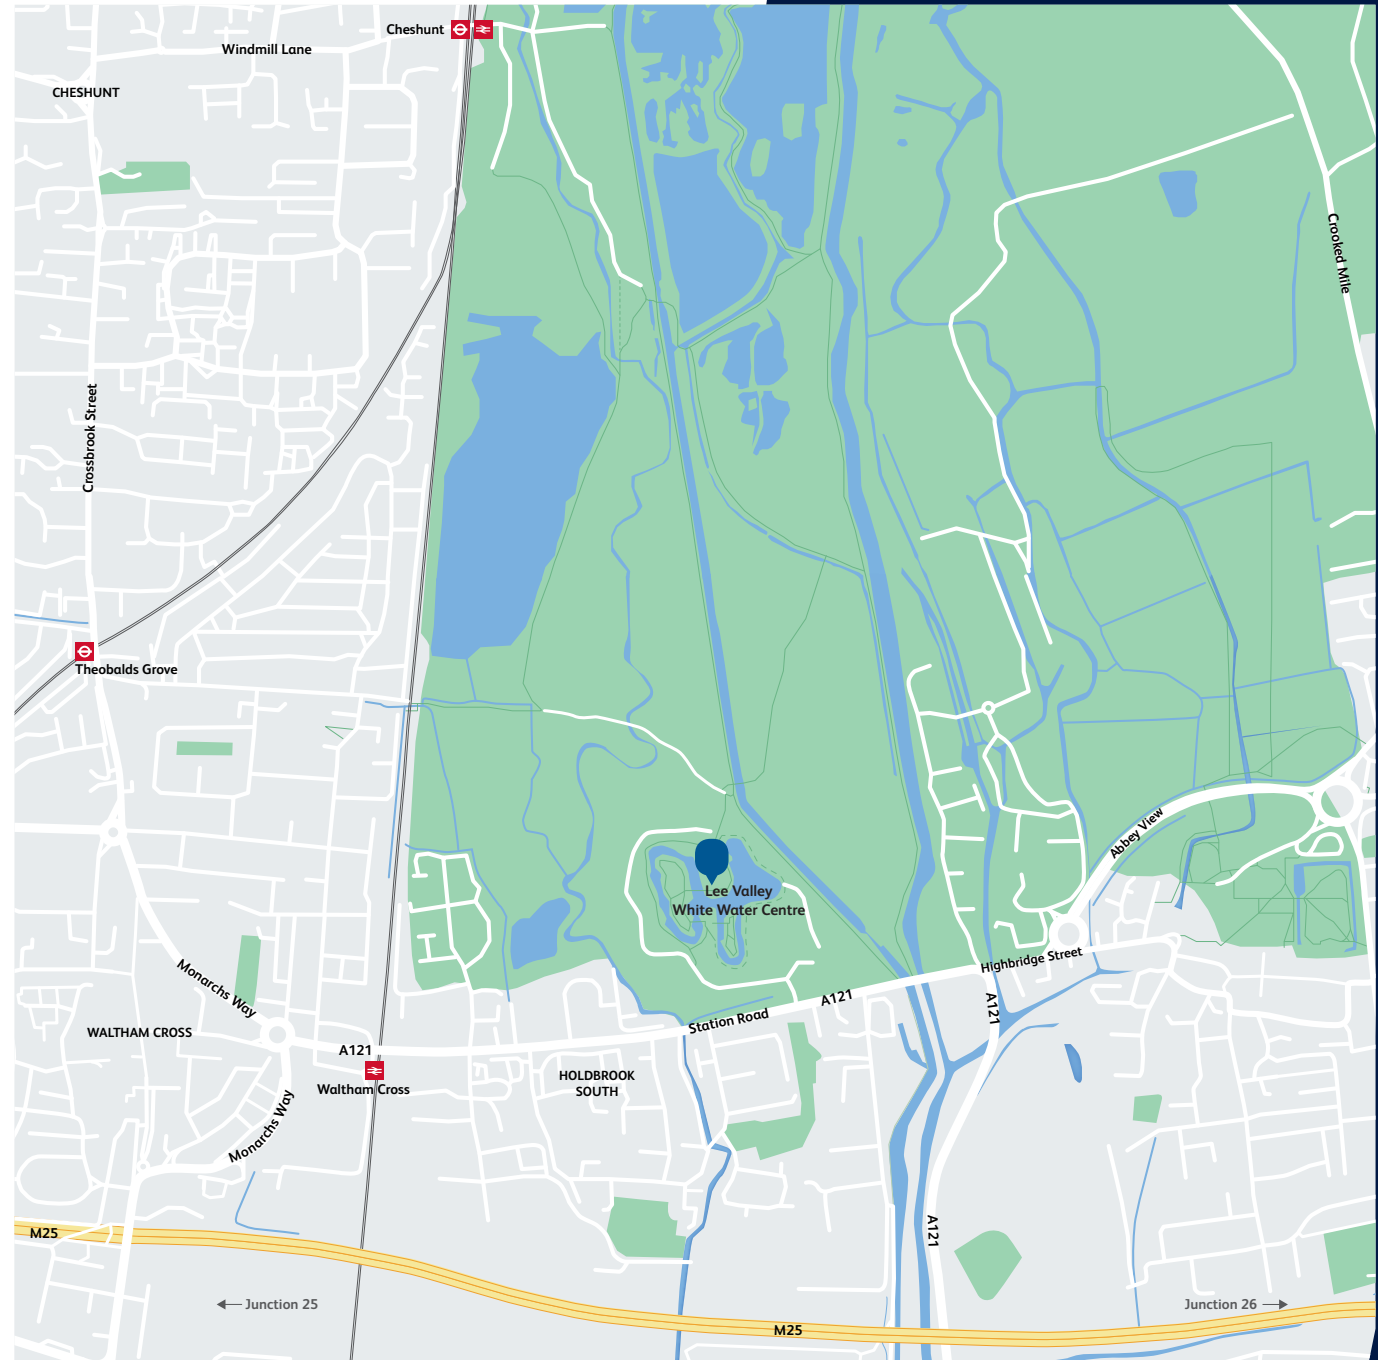 Cheshunt
Windmill Lane
CHESHUNT
Crooked Mile
Crossbrook Street
Theobalds Grove
Abbey View
Lee Valley
White Water Centre
Highbridge Street
Monarchs Way
A121
A121
Station Road
WALTHAM CROSS
A121
Waltham Cross
HOLDBROOK
SOUTH
Monarchs Way
A121
M25
Junction 25
Junction 26
M25